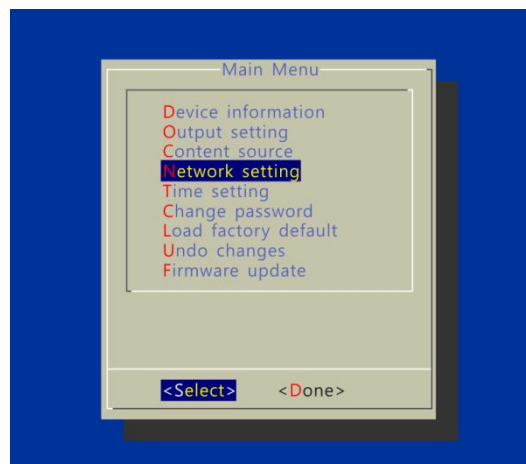 Main Menu
Device information
Output setting
Content source
Network setting
Time setting
Change password
Load factory default
Undo changes
Firmware update
<Select> <Done>